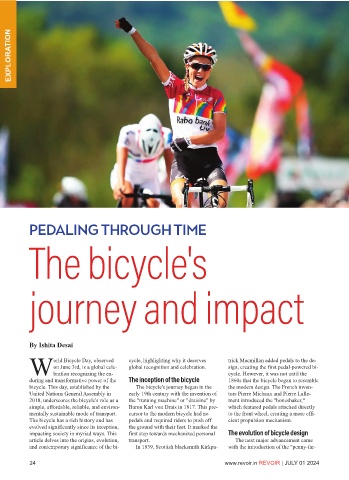 EXPLORATION
Rabo bank
Liv
PEDALING THROUGH TIME
The bicycle's
journey and impact
By Ishita Desai
World Bicycle Day, observed
on June 3rd, is a global cele-
bration recognizing the en-
during and transformative power of the
bicycle. This day, established by the
United Nations General Assembly in
2018, underscores the bicycle's role as a
simple, affordable, reliable, and environ-
mentally sustainable mode of transport.
The bicycle has a rich history and has
evolved significantly since its inception,
impacting society in myriad ways. This
article delves into the origins, evolution,
and contemporary significance of the bi-
cycle, highlighting why it deserves
global recognition and celebration.
The inception of the bicycle
The bicycle's journey began in the
early 19th century with the invention of
the "running machine" or "draisine" by
Baron Karl von Drais in 1817. This pre-
cursor to the modern bicycle had no
pedals and required riders to push off
the ground with their feet. It marked the
first step towards mechanized personal
transport.
In 1839, Scottish blacksmith Kirkpa-
trick Macmillan added pedals to the de-
sign, creating the first pedal-powered bi-
cycle. However, it was not until the
1860s that the bicycle began to resemble
the modern design. The French inven-
tors Pierre Michaux and Pierre Lalle-
ment introduced the "boneshaker,"
which featured pedals attached directly
to the front wheel, creating a more effi-
cient propulsion mechanism.
The evolution of bicycle design
The next major advancement came
with the introduction of the "penny-far-
24
www.revoir.in REVOIR | JULY 01 2024